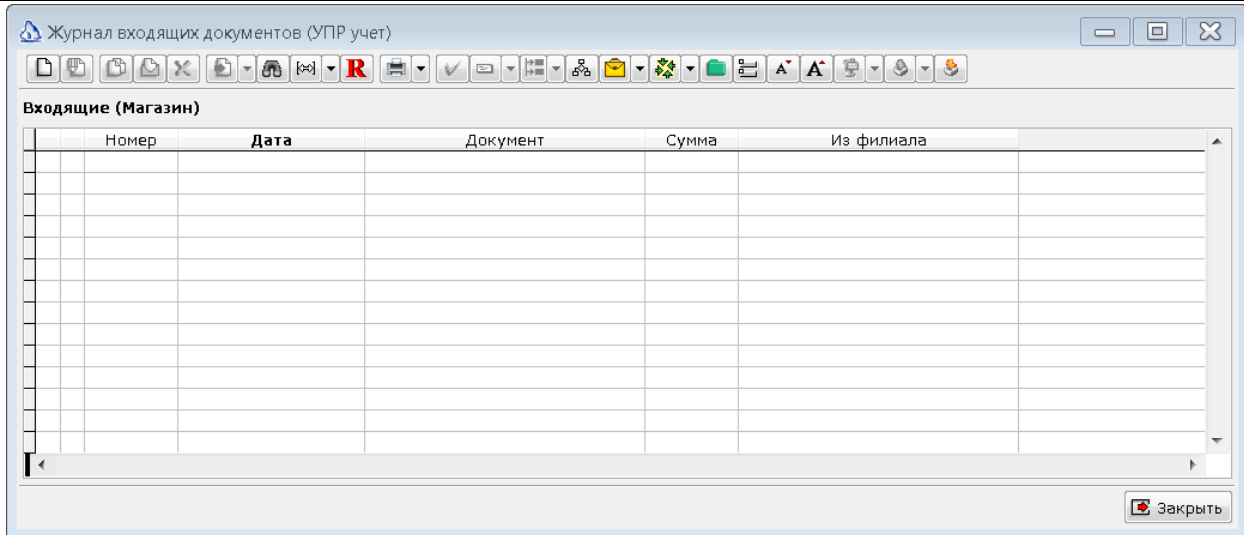 Журнал входящих документов (УПР учет)
R A A
Входящие (Магазин)
Номер Дата Документ Сумма Из филиала
Закрыть